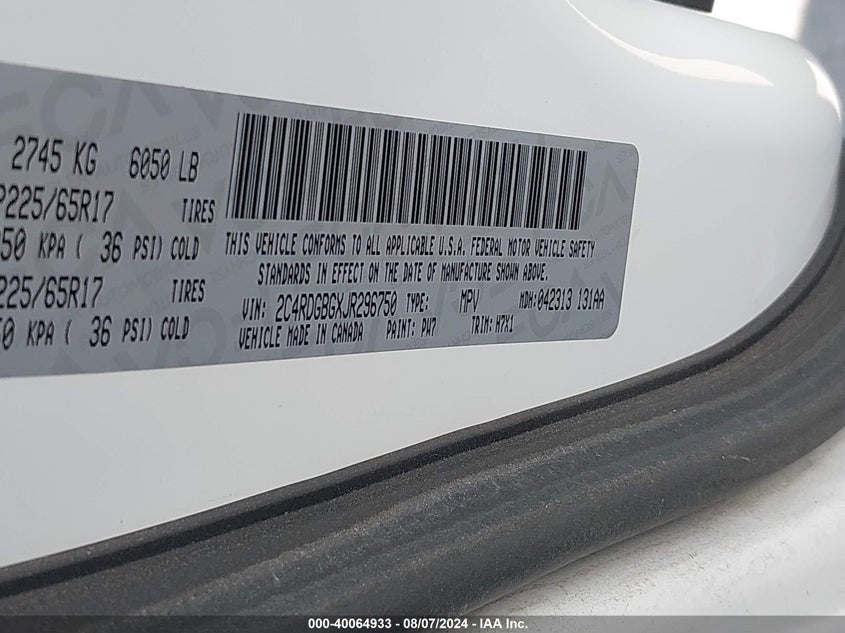 2745 KG 6050 LB
P225/65R17 TIRES
250 KPA ( 36 PSI) COLD
225/65R17 TIRES
50 KPA ( 36 PSI) COLD
THIS VEHICLE CONFORMS TO ALL APPLICABLE U.S.A. FEDERAL MOTOR VEHICLE SAFETY
STANDARDS IN EFFECT ON THE DATE OF MANUFACTURE SHOWN ABOVE.
VIN: 2C4RDGBGXJR296750 TYPE: MPV MDH: 042313 131AA
VEHICLE MADE IN CANADA PAINT: PW7 TRIM: H7X1
000-40064933 - 08/07/2024 - IAA Inc.